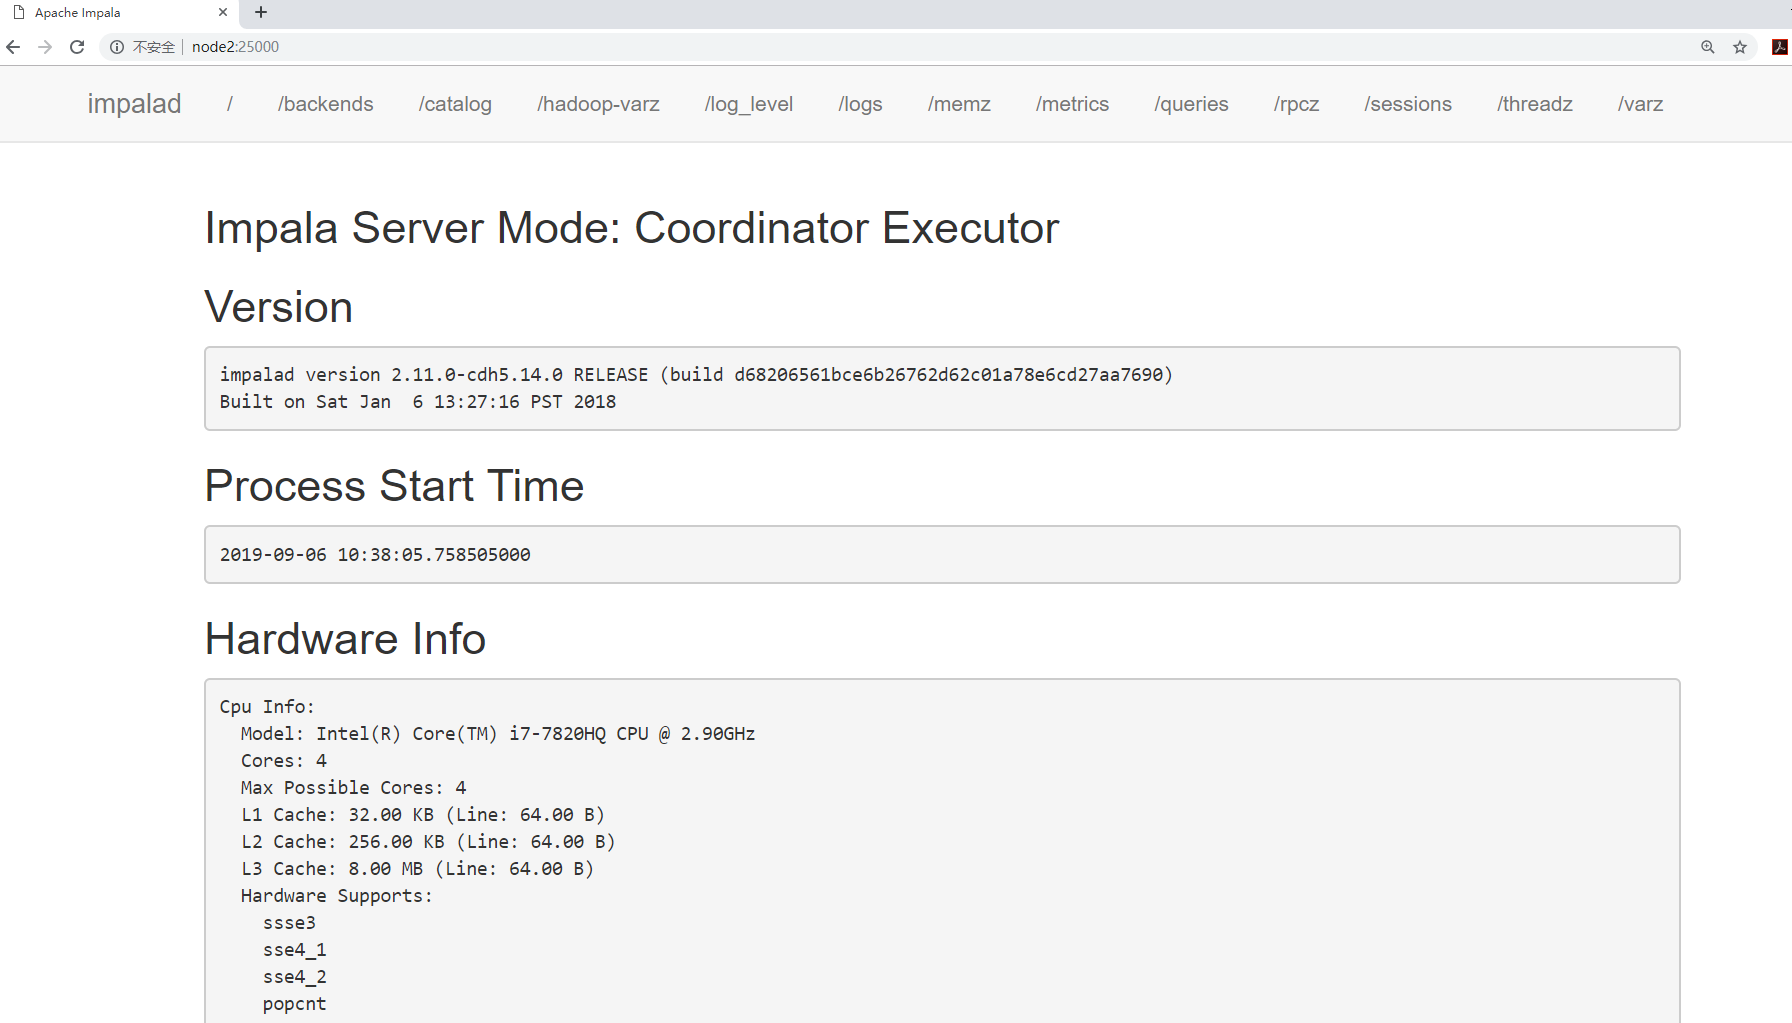 Apache Impala
不安全 node2:25000
impalad / /backends /catalog /hadoop-varz /log_level /logs /memz /metrics /queries /rpcz /sessions /threadz /varz
Impala Server Mode: Coordinator Executor
Version
impalad version 2.11.0-cdh5.14.0 RELEASE (build d68206561bce6b26762d62c01a78e6cd27aa7690)
Built on Sat Jan  6 13:27:16 PST 2018
Process Start Time
2019-09-06 10:38:05.758505000
Hardware Info
Cpu Info:
Model: Intel(R) Core(TM) i7-7820HQ CPU @ 2.90GHz
Cores: 4
Max Possible Cores: 4
L1 Cache: 32.00 KB (Line: 64.00 B)
L2 Cache: 256.00 KB (Line: 64.00 B)
L3 Cache: 8.00 MB (Line: 64.00 B)
Hardware Supports:
ssse3
sse4_1
sse4_2
popcnt